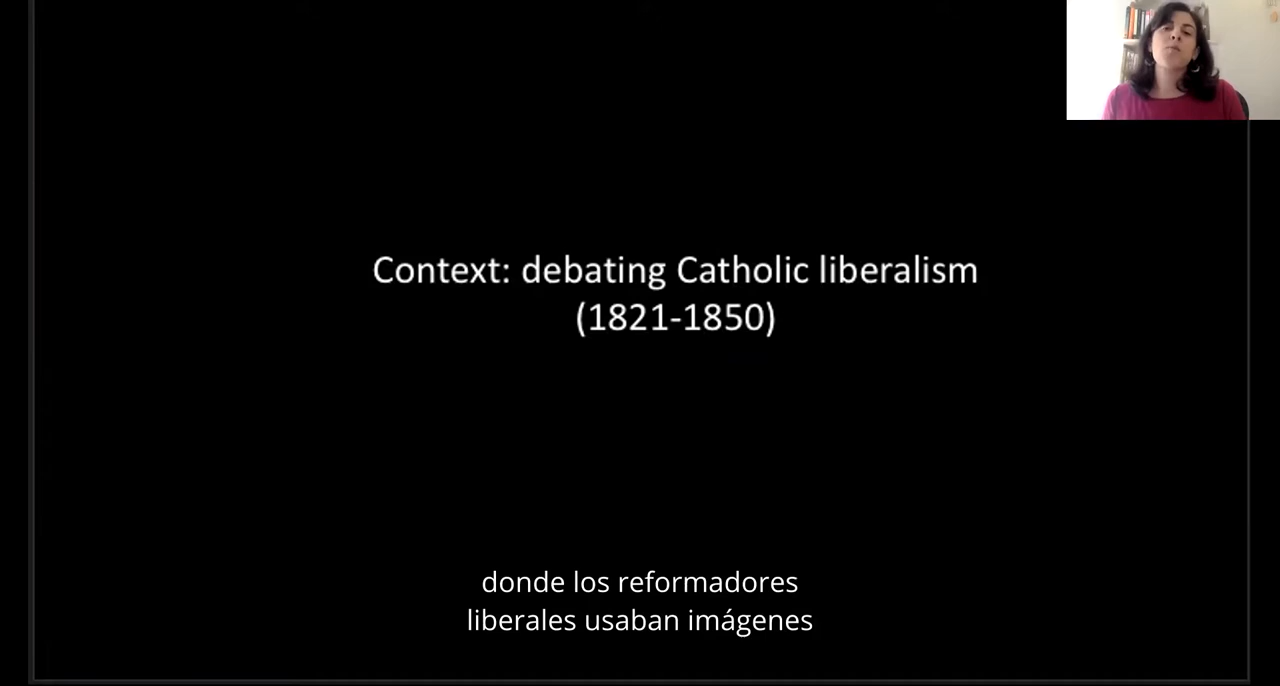 Context: debating Catholic liberalism
(1821-1850)
donde los reformadores
liberales usaban imágenes